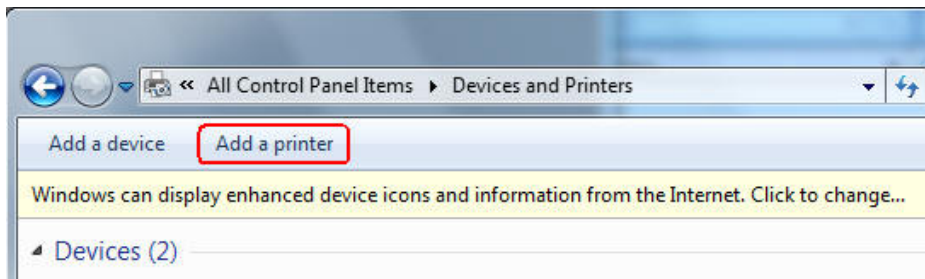 « All Control Panel Items ▸ Devices and Printers
Add a device Add a printer
Windows can display enhanced device icons and information from the Internet. Click to change...
Devices (2)